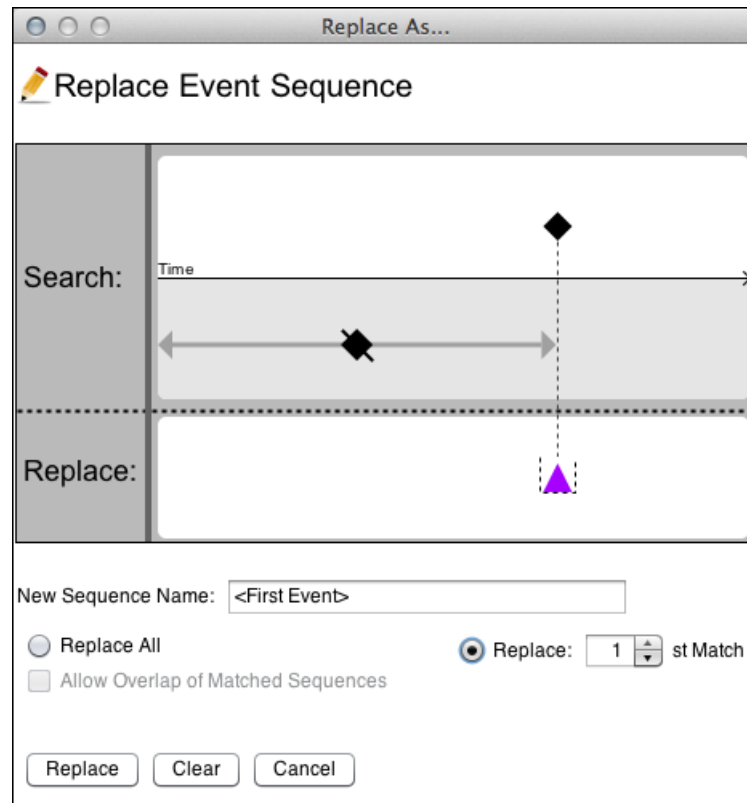 Replace As...
Replace Event Sequence
Search:
Time
Replace:
New Sequence Name: <First Event>
Replace All
Replace: 1 st Match
Allow Overlap of Matched Sequences
Replace Clear Cancel